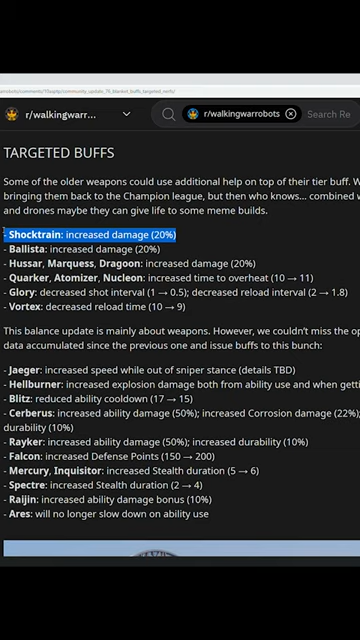 r/walkingwarr...
r/walkingwarrobots
Search Re
TARGETED BUFFS
Some of the older weapons could use additional help on top of their tier buff. W
bringing them back to the Champion league, but then who knows... combined w
and drones maybe they can give life to some meme builds.
- Shocktrain: increased damage (20%)
- Ballista: increased damage (20%)
- Hussar, Marquess, Dragoon: increased damage (20%)
- Quarker, Atomizer, Nucleon: increased time to overheat (10 → 11)
- Glory: decreased shot interval (1 → 0.5); decreased reload interval (2 → 1.8)
- Vortex: decreased reload time (10 → 9)
This balance update is mainly about weapons. However, we couldn't miss the op
data accumulated since the previous one and issue buffs to this bunch:
- Jaeger: increased speed while out of sniper stance (details TBD)
- Hellburner: increased explosion damage both from ability use and when getti
- Blitz: reduced ability cooldown (17 → 15)
- Cerberus: increased ability damage (50%); increased Corrosion damage (22%);
durability (10%)
- Rayker: increased ability damage (50%); increased durability (10%)
- Falcon: increased Defense Points (150 → 200)
- Mercury, Inquisitor: increased Stealth duration (5 → 6)
- Spectre: increased Stealth duration (2 → 4)
- Raijin: increased ability damage bonus (10%)
- Ares: will no longer slow down on ability use